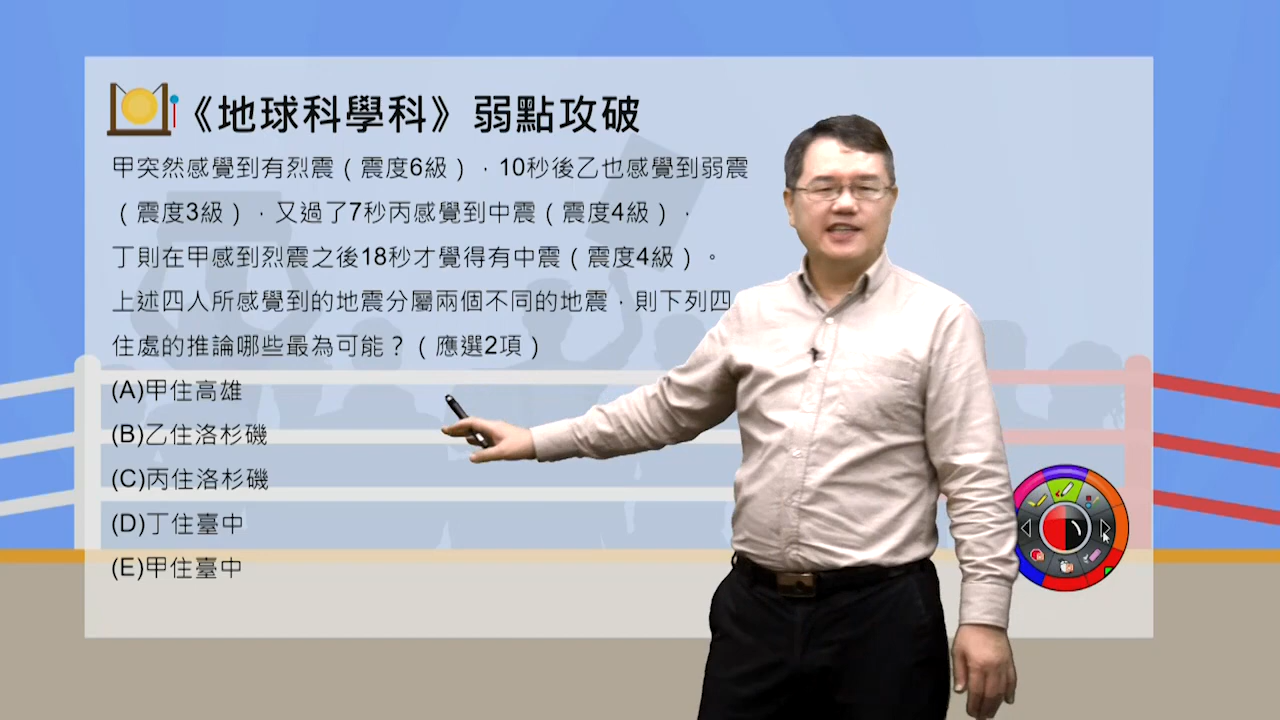 《地球科學科》弱點攻破
甲突然感覺到有烈震（震度6級），10秒後乙也感覺到弱震
（震度3級），又過了7秒丙感覺到中震（震度4級），
丁則在甲感到烈震之後18秒才覺得有中震（震度4級）。
上述四人所感覺到的地震分屬兩個不同的地震，則下列四
住處的推論哪些最為可能？（應選2項）
(A)甲住高雄
(B)乙住洛杉磯
(C)丙住洛杉磯
(D)丁住臺中
(E)甲住臺中